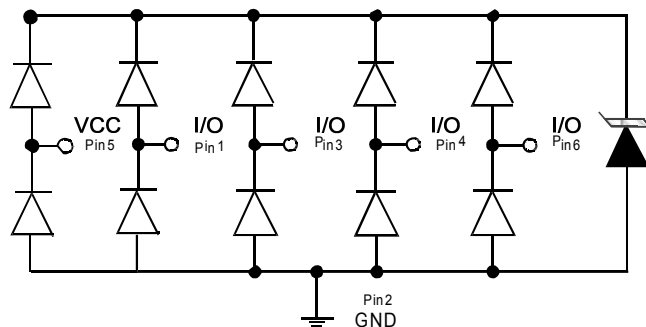 VCC I/O I/O I/O I/O
Pin5 Pin1 Pin3 Pin4 Pin6
Pin2
GND